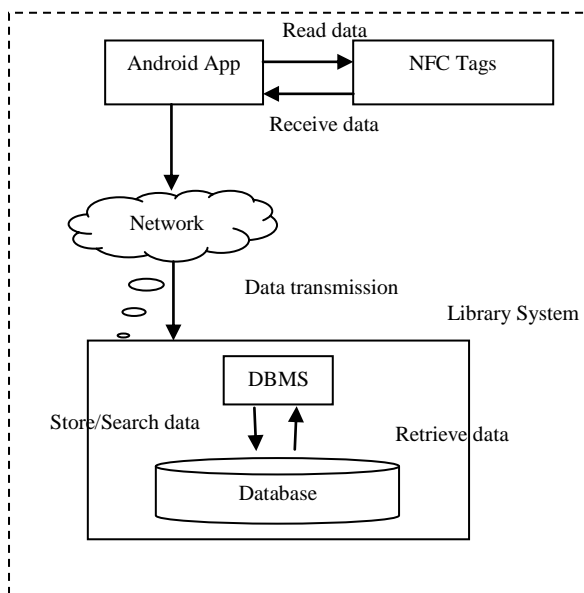 Read data
Android App
NFC Tags
Receive data
Network
Data transmission
Library System
DBMS
Store/Search data
Retrieve data
Database